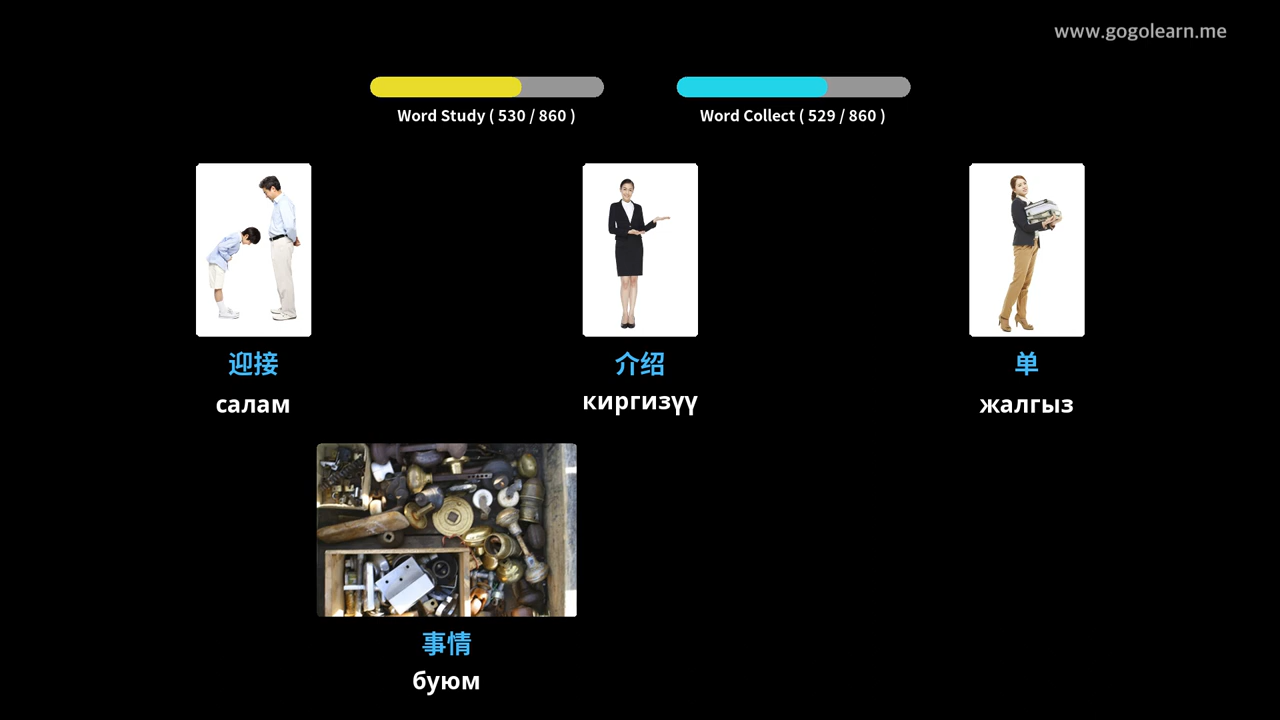 www.gogolearn.me
Word Study ( 530 / 860 )
Word Collect ( 529 / 860 )
迎接
салам
介绍
киргизүү
单
жалгыз
事情
буюм